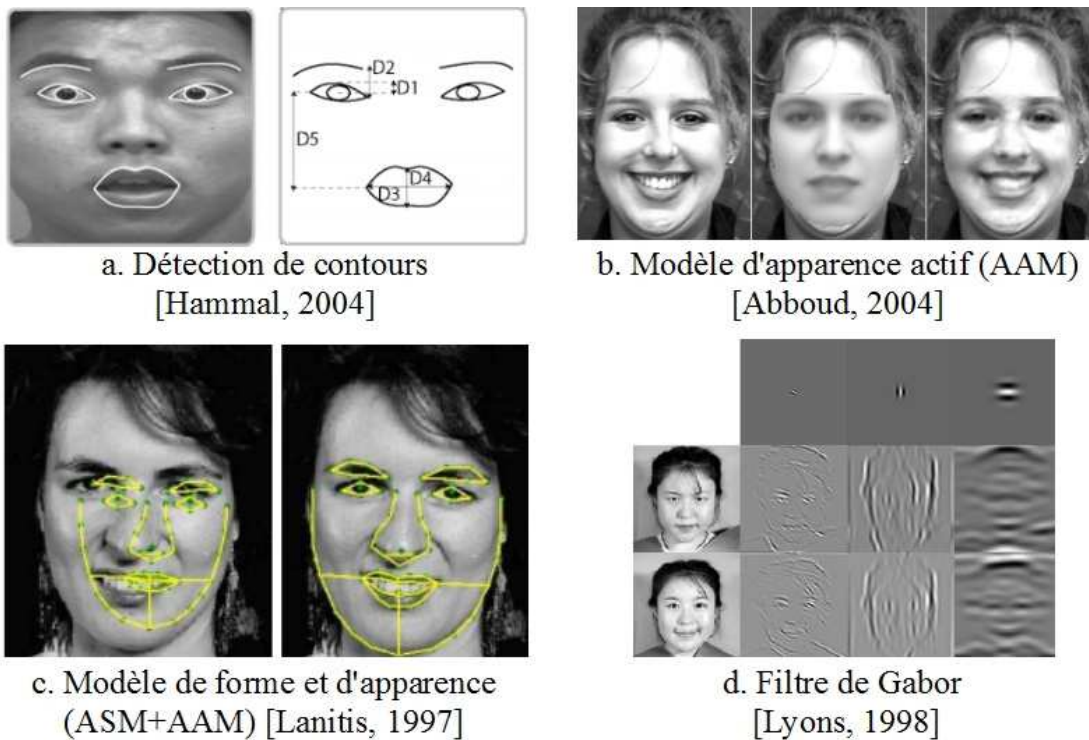 D2
D1
D5
D4
D3
a. Détection de contours
[Hammal, 2004]
b. Modèle d'apparence actif (AAM)
[Abboud, 2004]
c. Modèle de forme et d'apparence
(ASM+AAM) [Lanitis, 1997]
d. Filtre de Gabor
[Lyons, 1998]